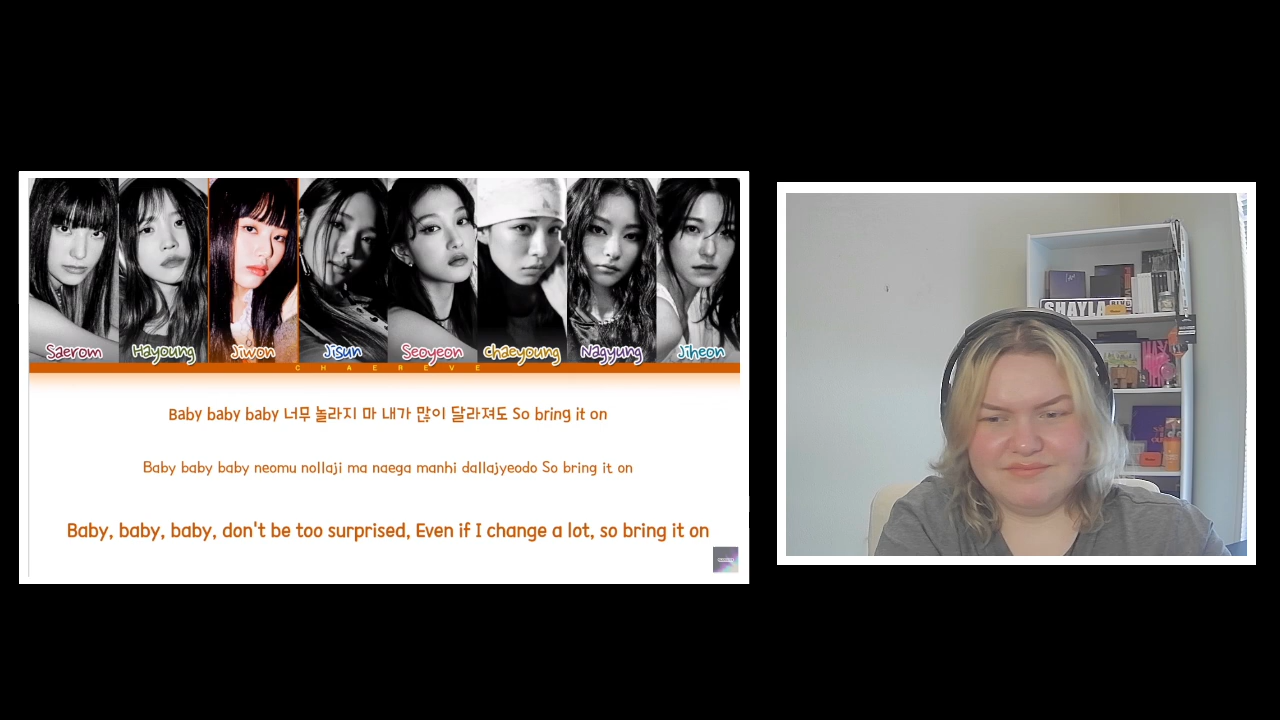 Saerom Hayoung Jiwon Jisun Seoyeon chaeyoung Nagyung Jiheon
CHAEREVE
Baby baby baby 너무 놀라지 마 내가 많이 달라져도 So bring it on
Baby baby baby neomu nollaji ma naega manhi dallajyeodo So bring it on
Baby, baby, baby, don't be too surprised, Even if I change a lot, so bring it on
SHAYLA